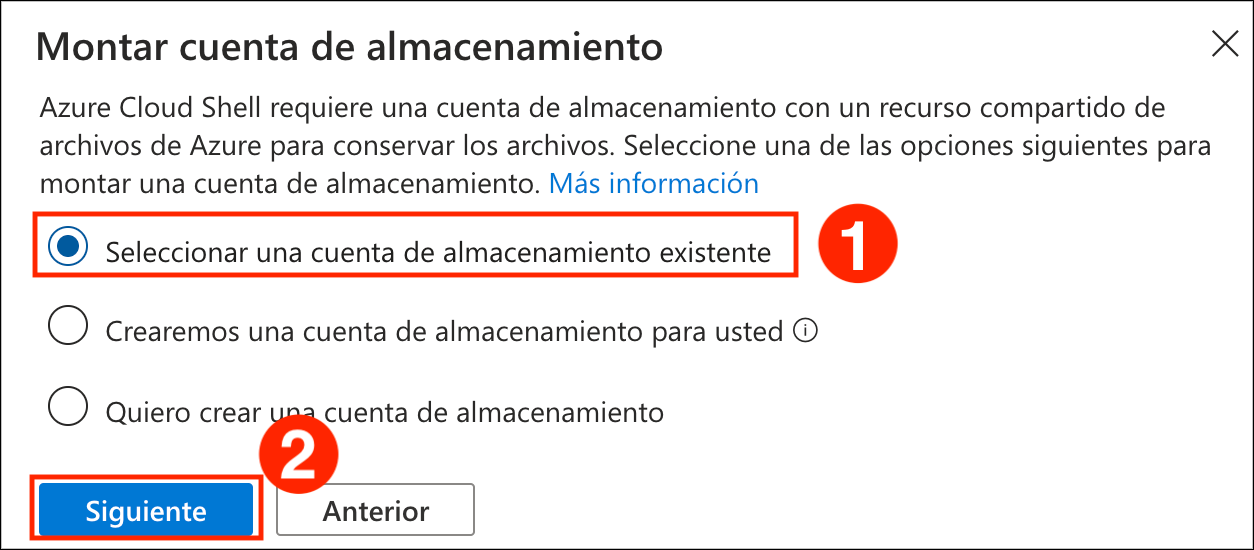 Montar cuenta de almacenamiento
Azure Cloud Shell requiere una cuenta de almacenamiento con un recurso compartido de
archivos de Azure para conservar los archivos. Seleccione una de las opciones siguientes para
montar una cuenta de almacenamiento. Más información
Seleccionar una cuenta de almacenamiento existente
1
Crearemos una cuenta de almacenamiento para usted
Quiero crear una cuenta de almacenamiento
2
Siguiente
Anterior